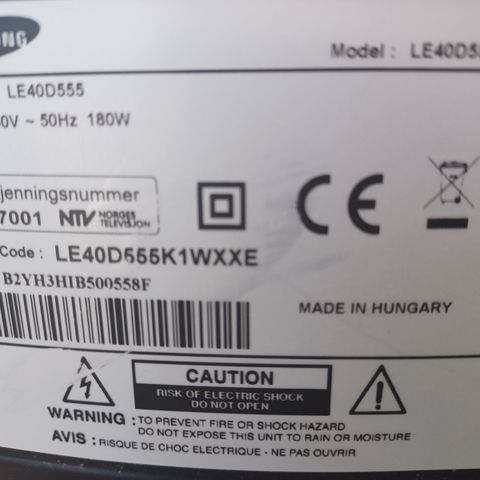 NG
Model : LE40D5
LE40D555
0V ~ 50Hz 180W
jenningsnummer
7001 NTV NORGES TELEVISJON
Code : LE40D555K1WXXE
B2YH3HIB500558F
MADE IN HUNGARY
CAUTION
RISK OF ELECTRIC SHOCK
DO NOT OPEN
WARNING : TO PREVENT FIRE OR SHOCK HAZARD
DO NOT EXPOSE THIS UNIT TO RAIN OR MOISTURE
AVIS : RISQUE DE CHOC ELECTRIQUE - NE PAS OUVRIR